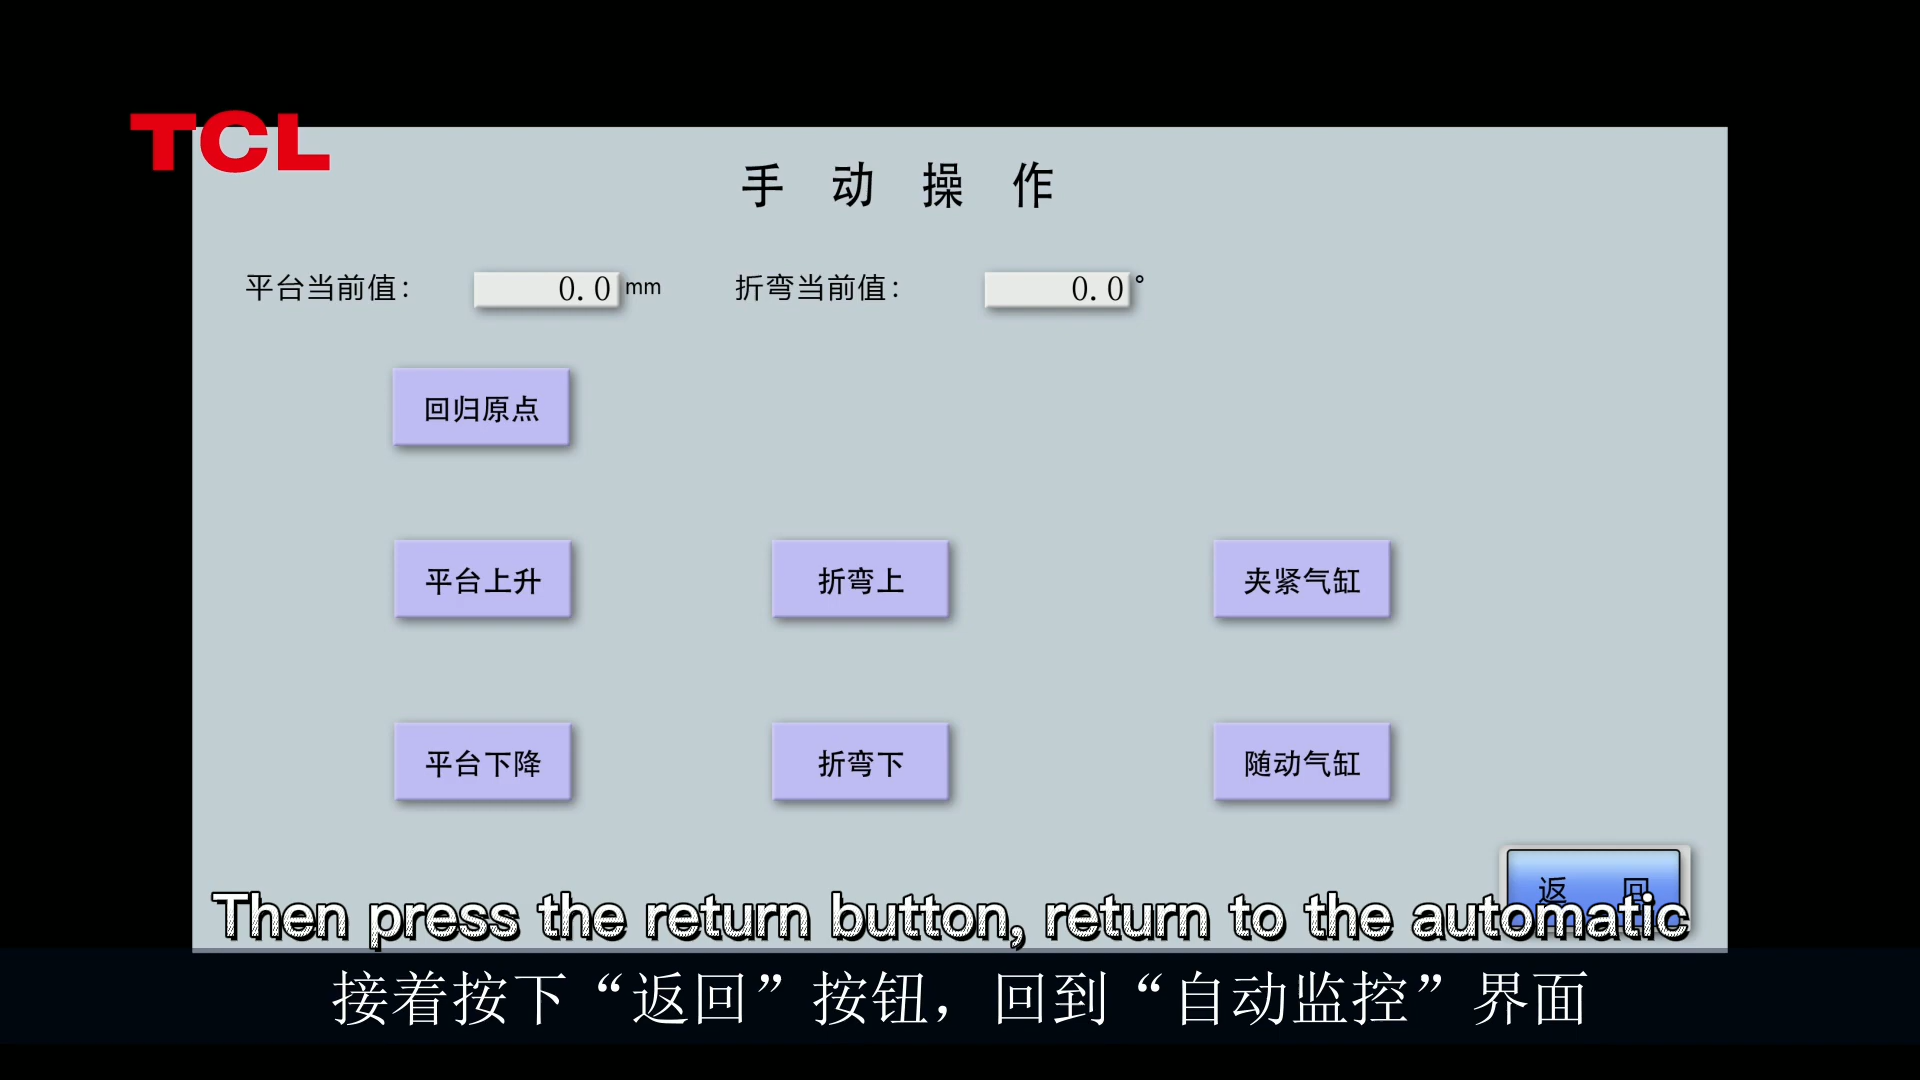 TCL
手 动 操 作
平台当前值： 0.0 mm 折弯当前值： 0.0 °
回归原点
平台上升 折弯上 夹紧气缸
平台下降 折弯下 随动气缸
返 回
Then press the return button, return to the automatic
接着按下“返回”按钮，回到“自动监控”界面